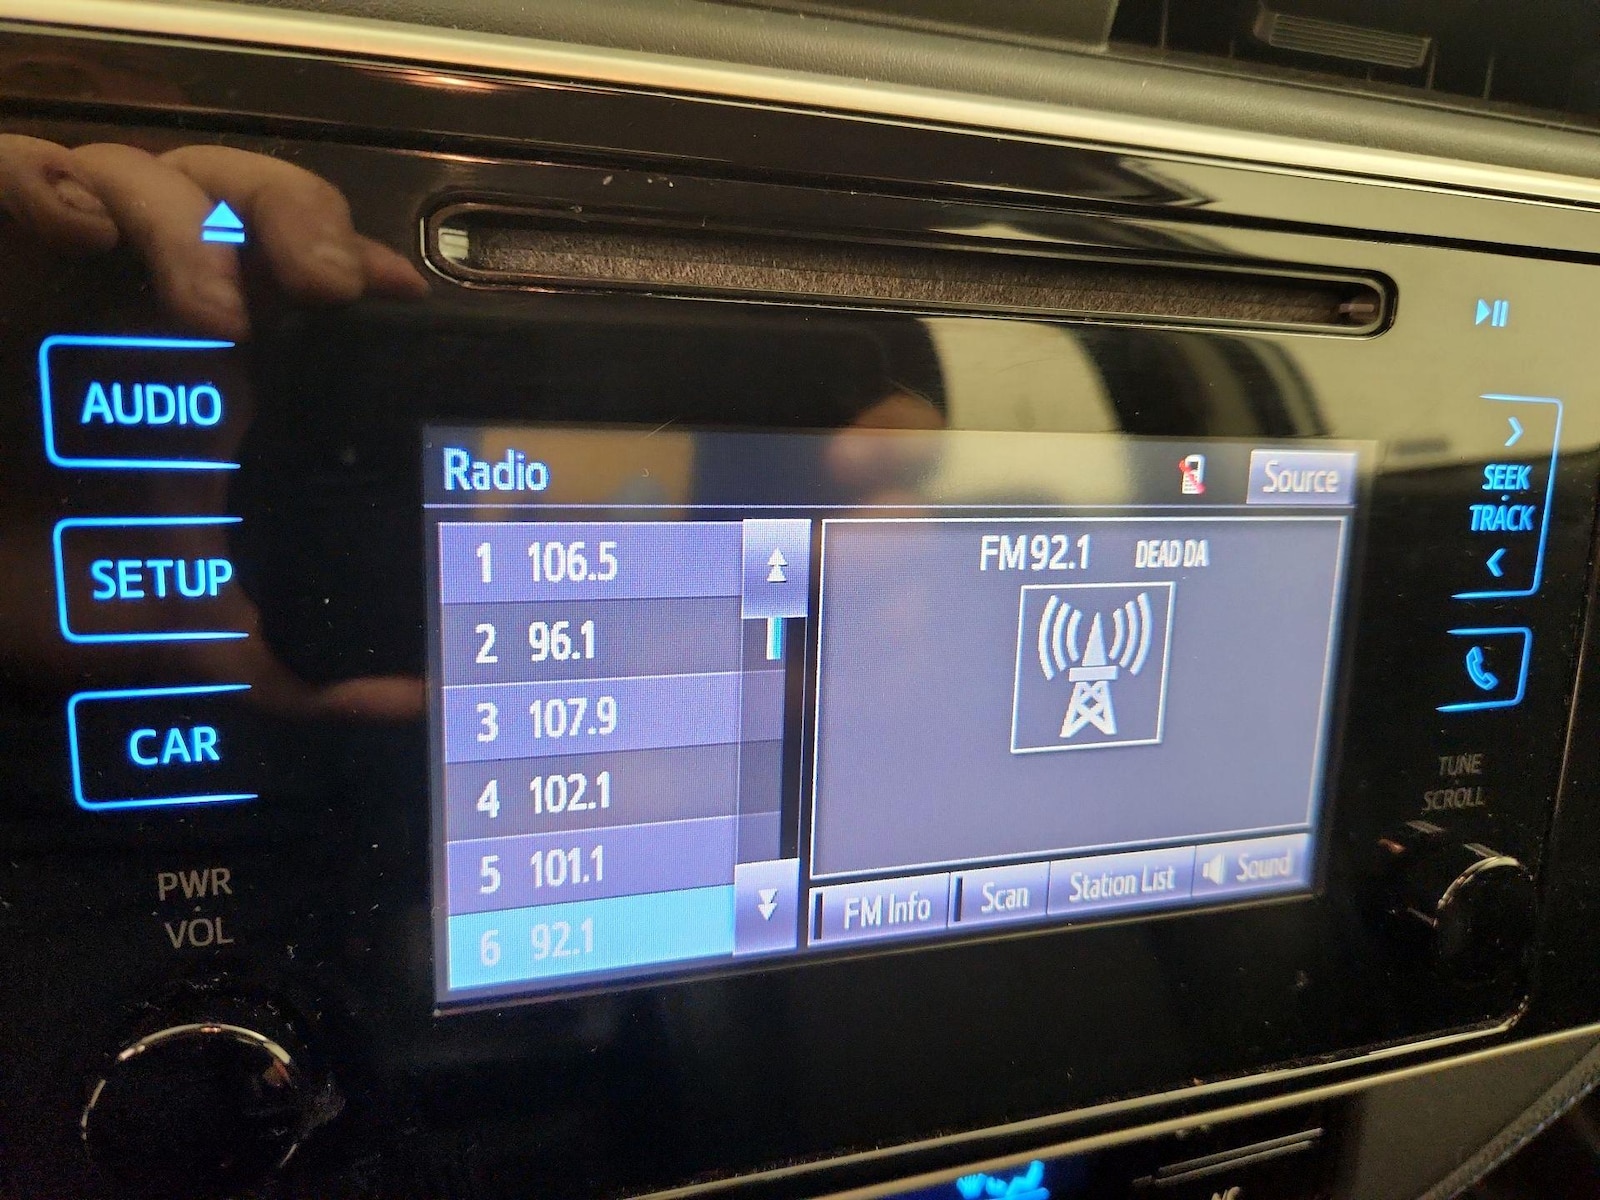 AUDIO
SETUP
CAR
PWR
VOL
Radio
Source
1 106.5
2 96.1
3 107.9
4 102.1
5 101.1
6 92.1
FM 92.1 DEAD DA
FM Info
Scan
Station List
Sound
SEEK
TRACK
TUNE
SCROLL